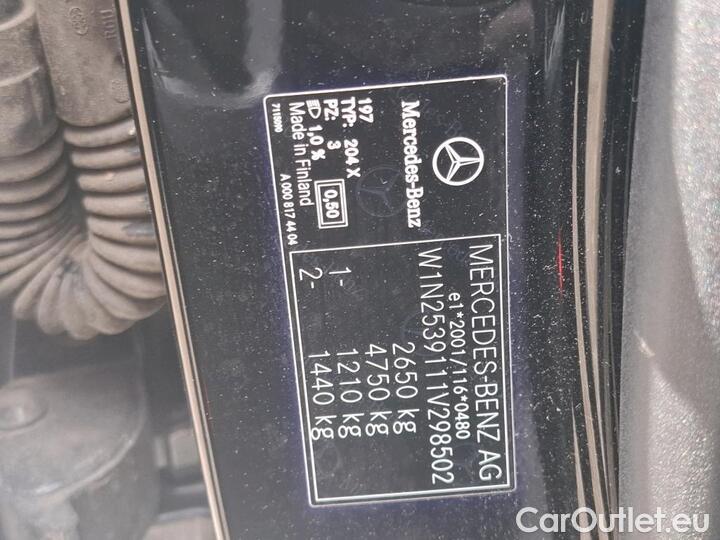 MERCEDES-BENZ AG
e1*2001/116*0480
W1N2539111V298502
2650 kg
4750 kg
1- 1210 kg
2- 1440 kg
Mercedes-Benz
197
TYP: 204 X
PZ: 3
1,0 % 0,50
Made in Finland
7118090 A 000 817 44 04
CarOutlet.eu